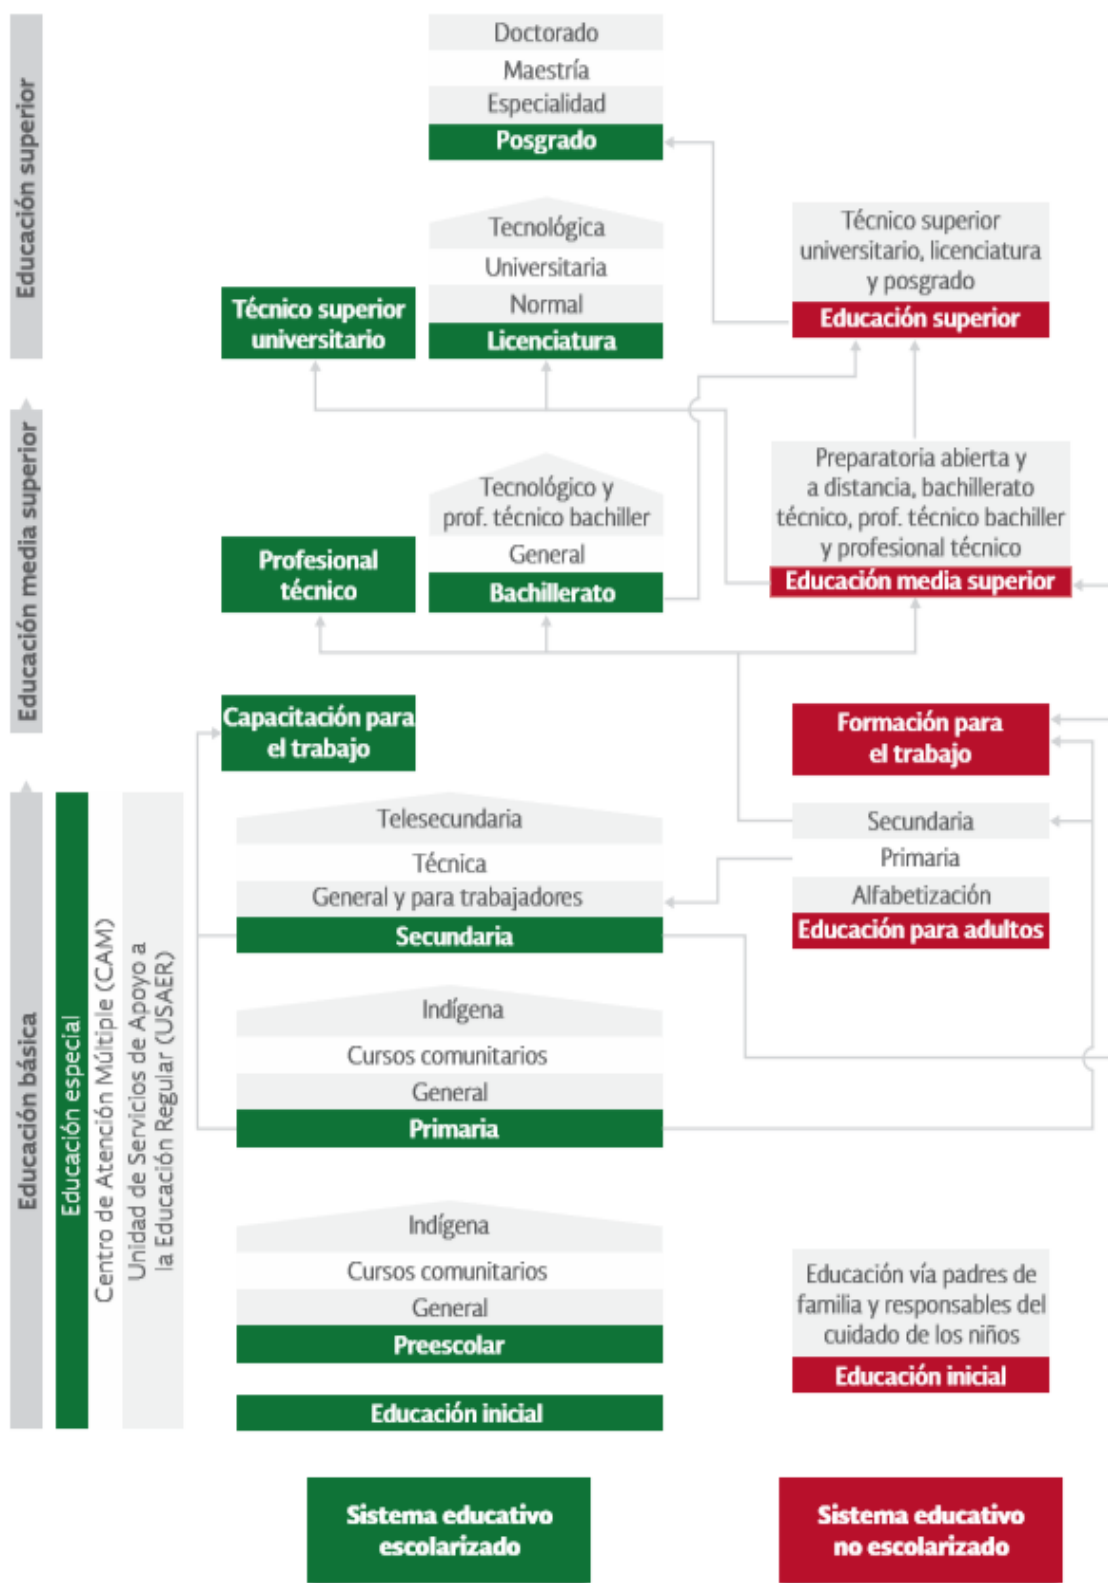 Educación superior
Doctorado
Maestría
Especialidad
Posgrado
Tecnológica
Universitaria
Normal
Licenciatura
Técnico superior
universitario
Técnico superior
universitario, licenciatura
y posgrado
Educación superior
Educación media superior
Tecnológico y
prof. técnico bachiller
General
Bachillerato
Profesional
técnico
Preparatoria abierta y
a distancia, bachillerato
técnico, prof. técnico bachiller
y profesional técnico
Educación media superior
Capacitación para
el trabajo
Formación para
el trabajo
Educación básica
Educación especial
Centro de Atención Múltiple (CAM)
Unidad de Servicios de Apoyo a
la Educación Regular (USAER)
Telesecundaria
Técnica
General y para trabajadores
Secundaria
Secundaria
Primaria
Alfabetización
Educación para adultos
Indígena
Cursos comunitarios
General
Primaria
Indígena
Cursos comunitarios
General
Preescolar
Educación inicial
Educación vía padres de
familia y responsables del
cuidado de los niños
Educación inicial
Sistema educativo
escolarizado
Sistema educativo
no escolarizado